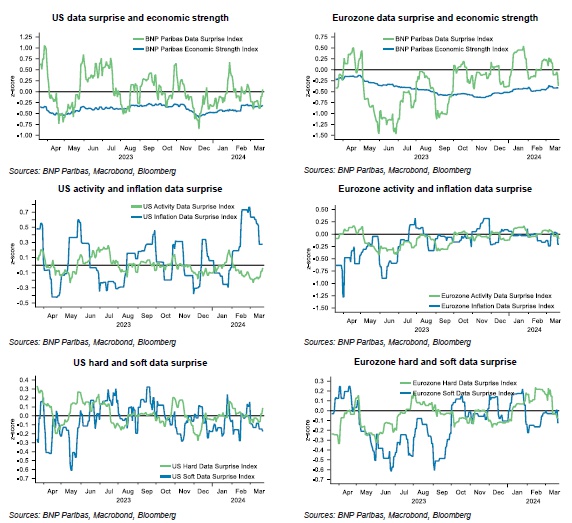 US data surprise and economic strength
1.25
1.00
0.75
0.50
0.25
0.00
-0.25
-0.50
-0.75
-1.00
z-score
BNP Paribas Data Surprise Index
BNP Paribas Economic Strength Index
Apr May Jun Jul Aug Sep Oct Nov Dec Jan Feb Mar
2023 2024
Sources: BNP Paribas, Macrobond, Bloomberg
Eurozone data surprise and economic strength
0.75
0.50
0.25
0.00
-0.25
-0.50
-0.75
-1.00
-1.25
-1.50
z-score
BNP Paribas Data Surprise Index
BNP Paribas Economic Strength Index
Apr May Jun Jul Aug Sep Oct Nov Dec Jan Feb Mar
2023 2024
Sources: BNP Paribas, Macrobond, Bloomberg
US activity and inflation data surprise
0.7
0.5
0.3
0.1
-0.1
-0.3
-0.5
z-score
US Activity Data Surprise Index
US Inflation Data Surprise Index
Apr May Jun Jul Aug Sep Oct Nov Dec Jan Feb Mar
2023 2024
Sources: BNP Paribas, Macrobond, Bloomberg
Eurozone activity and inflation data surprise
0.50
0.25
0.00
-0.25
-0.50
-0.75
-1.00
-1.25
-1.50
z-score
Eurozone Activity Data Surprise Index
Eurozone Inflation Data Surprise Index
Apr May Jun Jul Aug Sep Oct Nov Dec Jan Feb Mar
2023 2024
Sources: BNP Paribas, Macrobond, Bloomberg
US hard and soft data surprise
0.4
0.3
0.2
0.1
0.0
-0.1
-0.2
-0.3
-0.4
-0.5
-0.6
-0.7
z-score
US Hard Data Surprise Index
US Soft Data Surprise Index
Apr May Jun Jul Aug Sep Oct Nov Dec Jan Feb Mar
2023 2024
Sources: BNP Paribas, Macrobond, Bloomberg
Eurozone hard and soft data surprise
0.3
0.2
0.1
0.0
-0.1
-0.2
-0.3
-0.4
-0.5
-0.6
-0.7
z-score
Eurozone Hard Data Surprise Index
Eurozone Soft Data Surprise Index
Apr May Jun Jul Aug Sep Oct Nov Dec Jan Feb Mar
2023 2024
Sources: BNP Paribas, Macrobond, Bloomberg